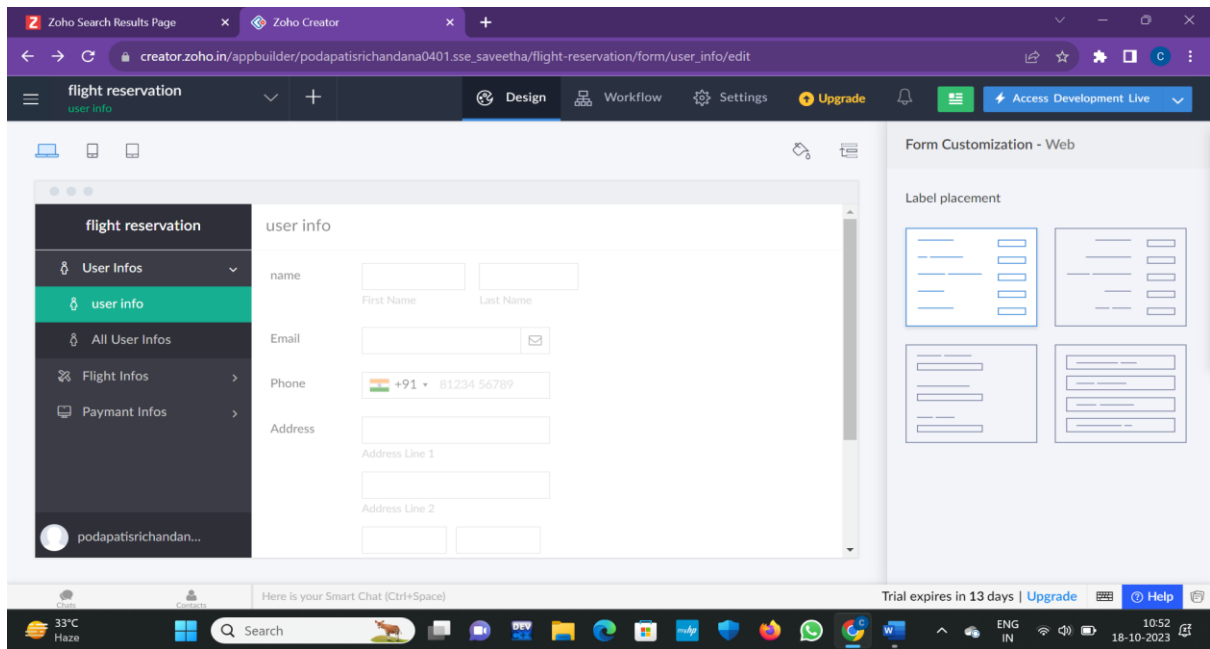 Zoho Search Results Page
Zoho Creator
creator.zoho.in/appbuilder/podapatisrichandana0401.sse_saveetha/flight-reservation/form/user_info/edit
C
flight reservation
user info
Design
Workflow
Settings
Upgrade
Access Development Live
Form Customization - Web
Label placement
flight reservation
user info
User Infos
user info
All User Infos
Flight Infos
Paymant Infos
podapatisrichandan...
name
First Name Last Name
Email
Phone
+91 81234 56789
Address
Address Line 1
Address Line 2
Chats
Contacts
Here is your Smart Chat (Ctrl+Space)
Trial expires in 13 days | Upgrade
Help
33°C
Haze
Search
DEV
ENG
IN
10:52
18-10-2023